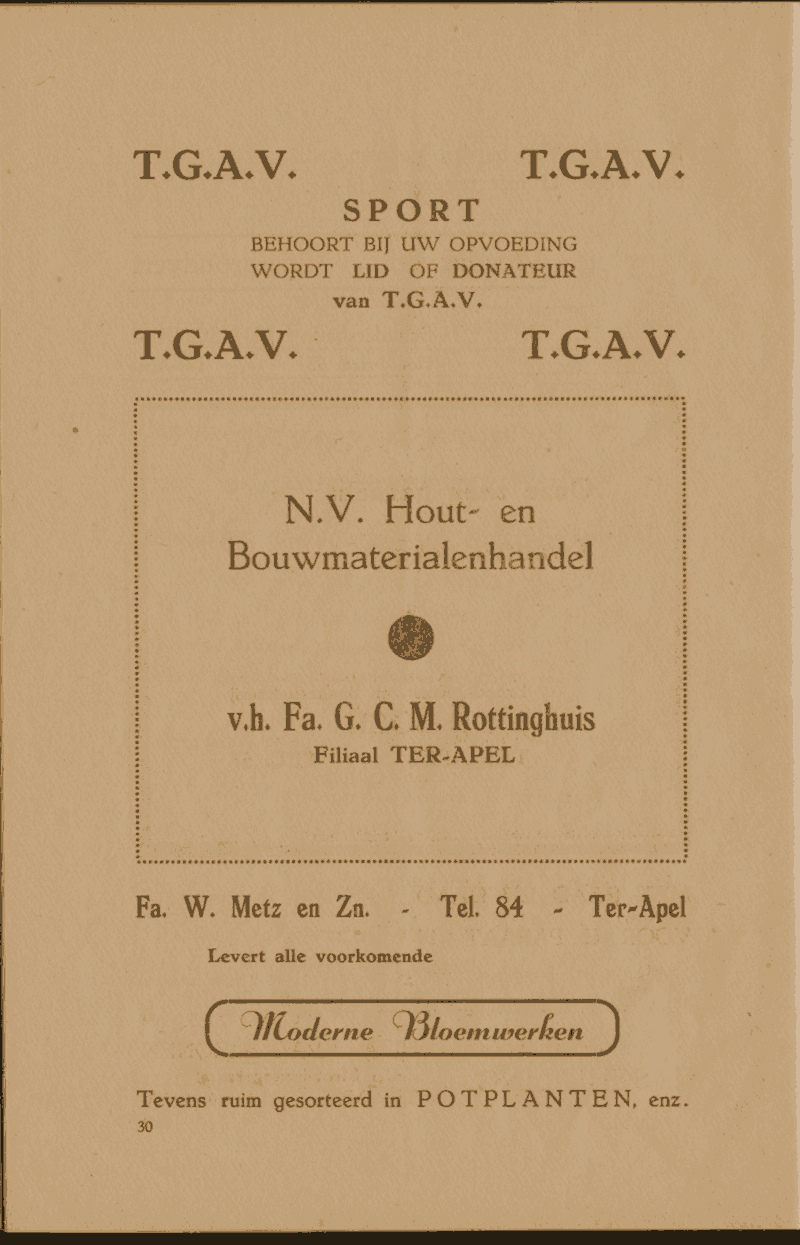 T.G.A.V. T.G.A.V.
SPORT
BEHOORT BIJ UW OPVOEDING
WORDT LID OF DONATEUR
van T.G.A.V.
T.G.A.V. T.G.A.V.
N.V. Hout- en
Bouwmaterialenhandel
v.h. Fa. G. C. M. Rottinghuis
Filiaal TER-APEL
Fa. W. Metz en Zn. - Tel. 84 - Ter-Apel
Levert alle voorkomende
Moderne Bloemwerken
Tevens ruim gesorteerd in POTPLANTEN, enz.
30